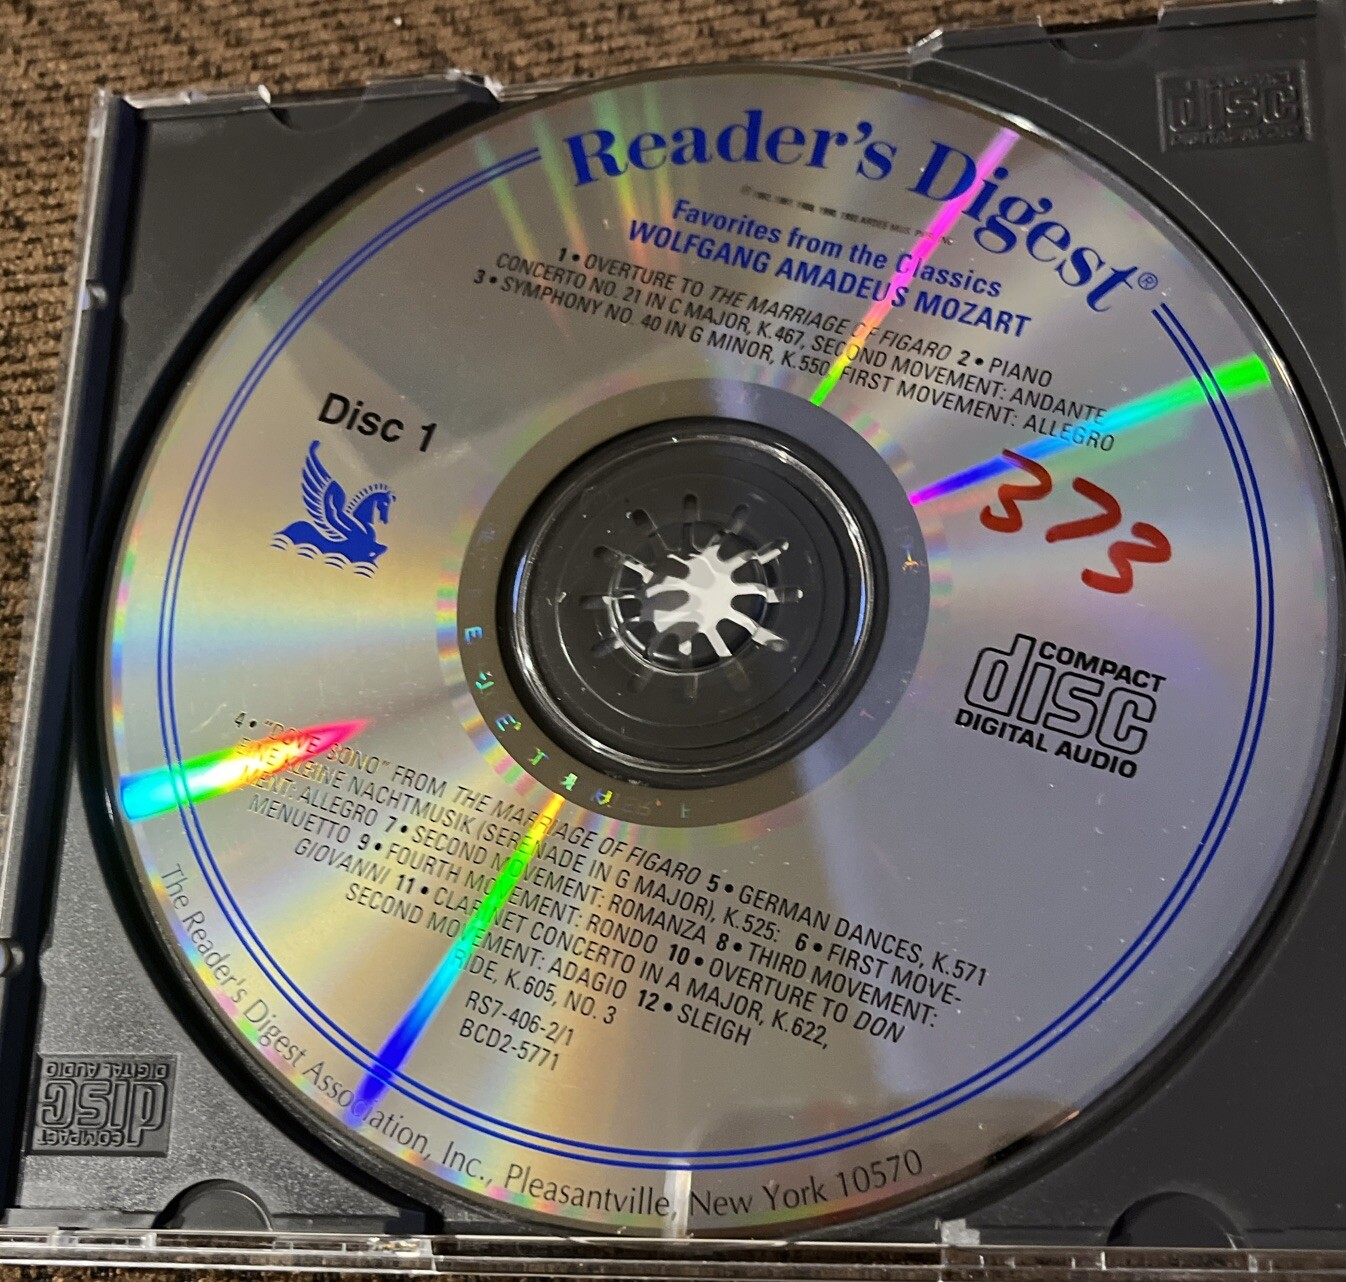 Reader's Digest®
Favorites from the Classics
WOLFGANG AMADEUS MOZART
1 • OVERTURE TO THE MARRIAGE OF FIGARO 2 • PIANO
CONCERTO NO. 21 IN C MAJOR, K.467, SECOND MOVEMENT: ANDANTE
3 • SYMPHONY NO. 40 IN G MINOR, K.550, FIRST MOVEMENT: ALLEGRO
Disc 1
373
COMPACT
disc
DIGITAL AUDIO
4 • "DOVE SONO" FROM THE MARRIAGE OF FIGARO 5 • GERMAN DANCES, K.571
EINE KLEINE NACHTMUSIK (SERENADE IN G MAJOR), K.525: 6 • FIRST MOVE-
MENT: ALLEGRO 7 • SECOND MOVEMENT: ROMANZA 8 • THIRD MOVEMENT:
MENUETTO 9 • FOURTH MOVEMENT: RONDO 10 • OVERTURE TO DON
GIOVANNI 11 • CLARINET CONCERTO IN A MAJOR, K.622,
SECOND MOVEMENT: ADAGIO 12 • SLEIGH
RIDE, K.605, NO. 3
RS7-406-2/1
BCD2-5771
The Reader's Digest Association, Inc., Pleasantville, New York 10570
disc
DIGITAL AUDIO
COMPACT
disc
DIGITAL AUDIO